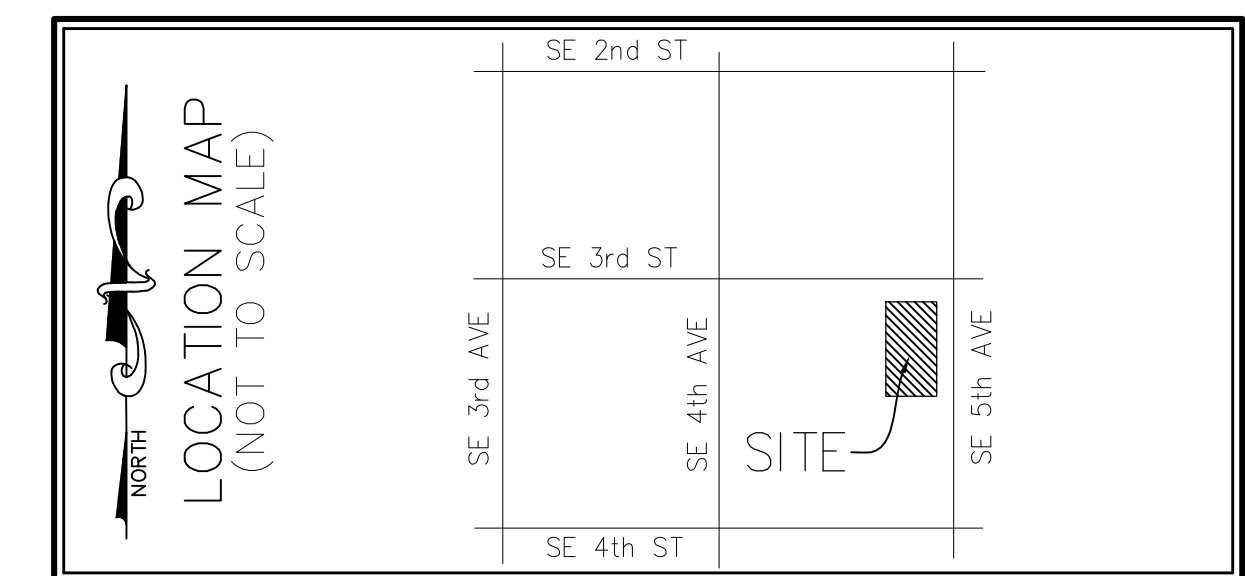 SE 2nd ST
LOCATION MAP
(NOT TO SCALE)
SE 3rd ST
SE 3rd AVE
SE 4th AVE
SE 5th AVE
SITE
NORTH
SE 4th ST